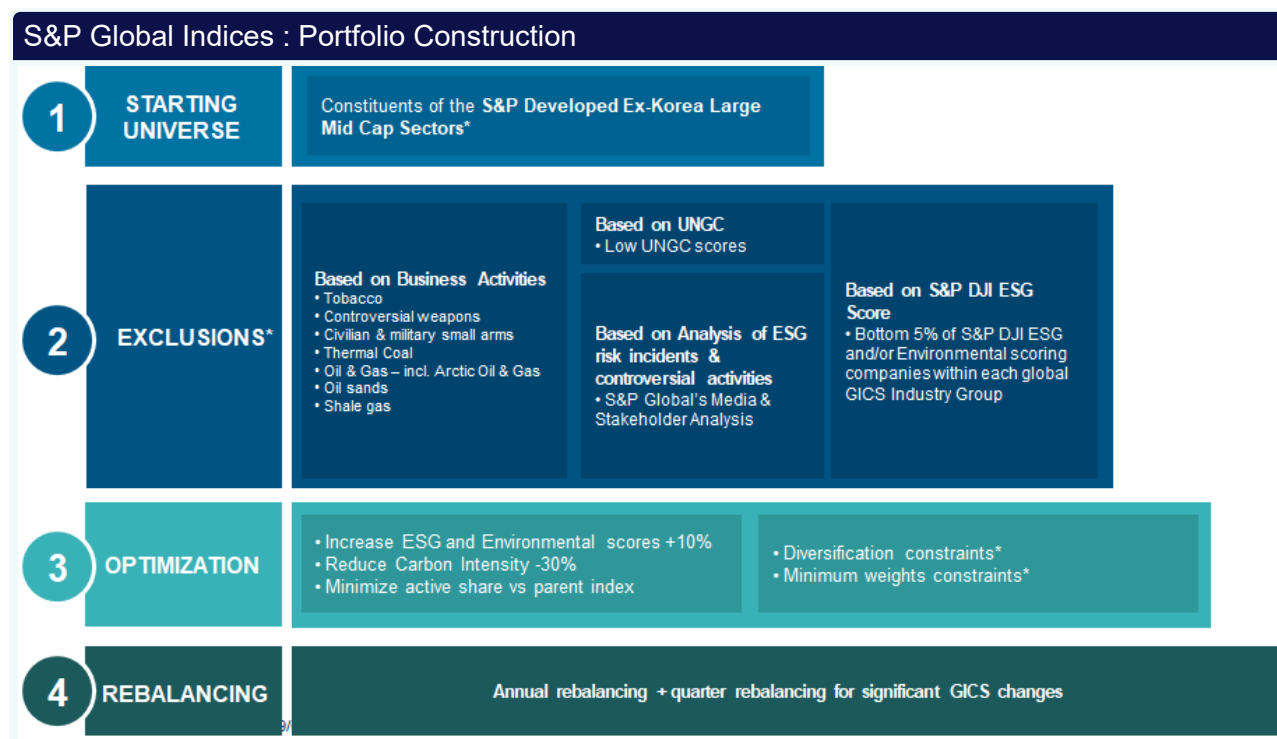 S&P Global Indices : Portfolio Construction
1
STARTING
UNIVERSE
Constituents of the S&P Developed Ex-Korea Large
Mid Cap Sectors*
2
EXCLUSIONS*
Based on Business Activities
• Tobacco
• Controversial weapons
• Civilian & military small arms
• Thermal Coal
• Oil & Gas – incl. Arctic Oil & Gas
• Oil sands
• Shale gas
Based on UNGC
• Low UNGC scores
Based on Analysis of ESG
risk incidents &
controversial activities
• S&P Global's Media &
Stakeholder Analysis
Based on S&P DJI ESG
Score
• Bottom 5% of S&P DJI ESG
and/or Environmental scoring
companies within each global
GICS Industry Group
3
OPTIMIZATION
• Increase ESG and Environmental scores +10%
• Reduce Carbon Intensity -30%
• Minimize active share vs parent index
• Diversification constraints*
• Minimum weights constraints*
4
REBALANCING
Annual rebalancing + quarter rebalancing for significant GICS changes